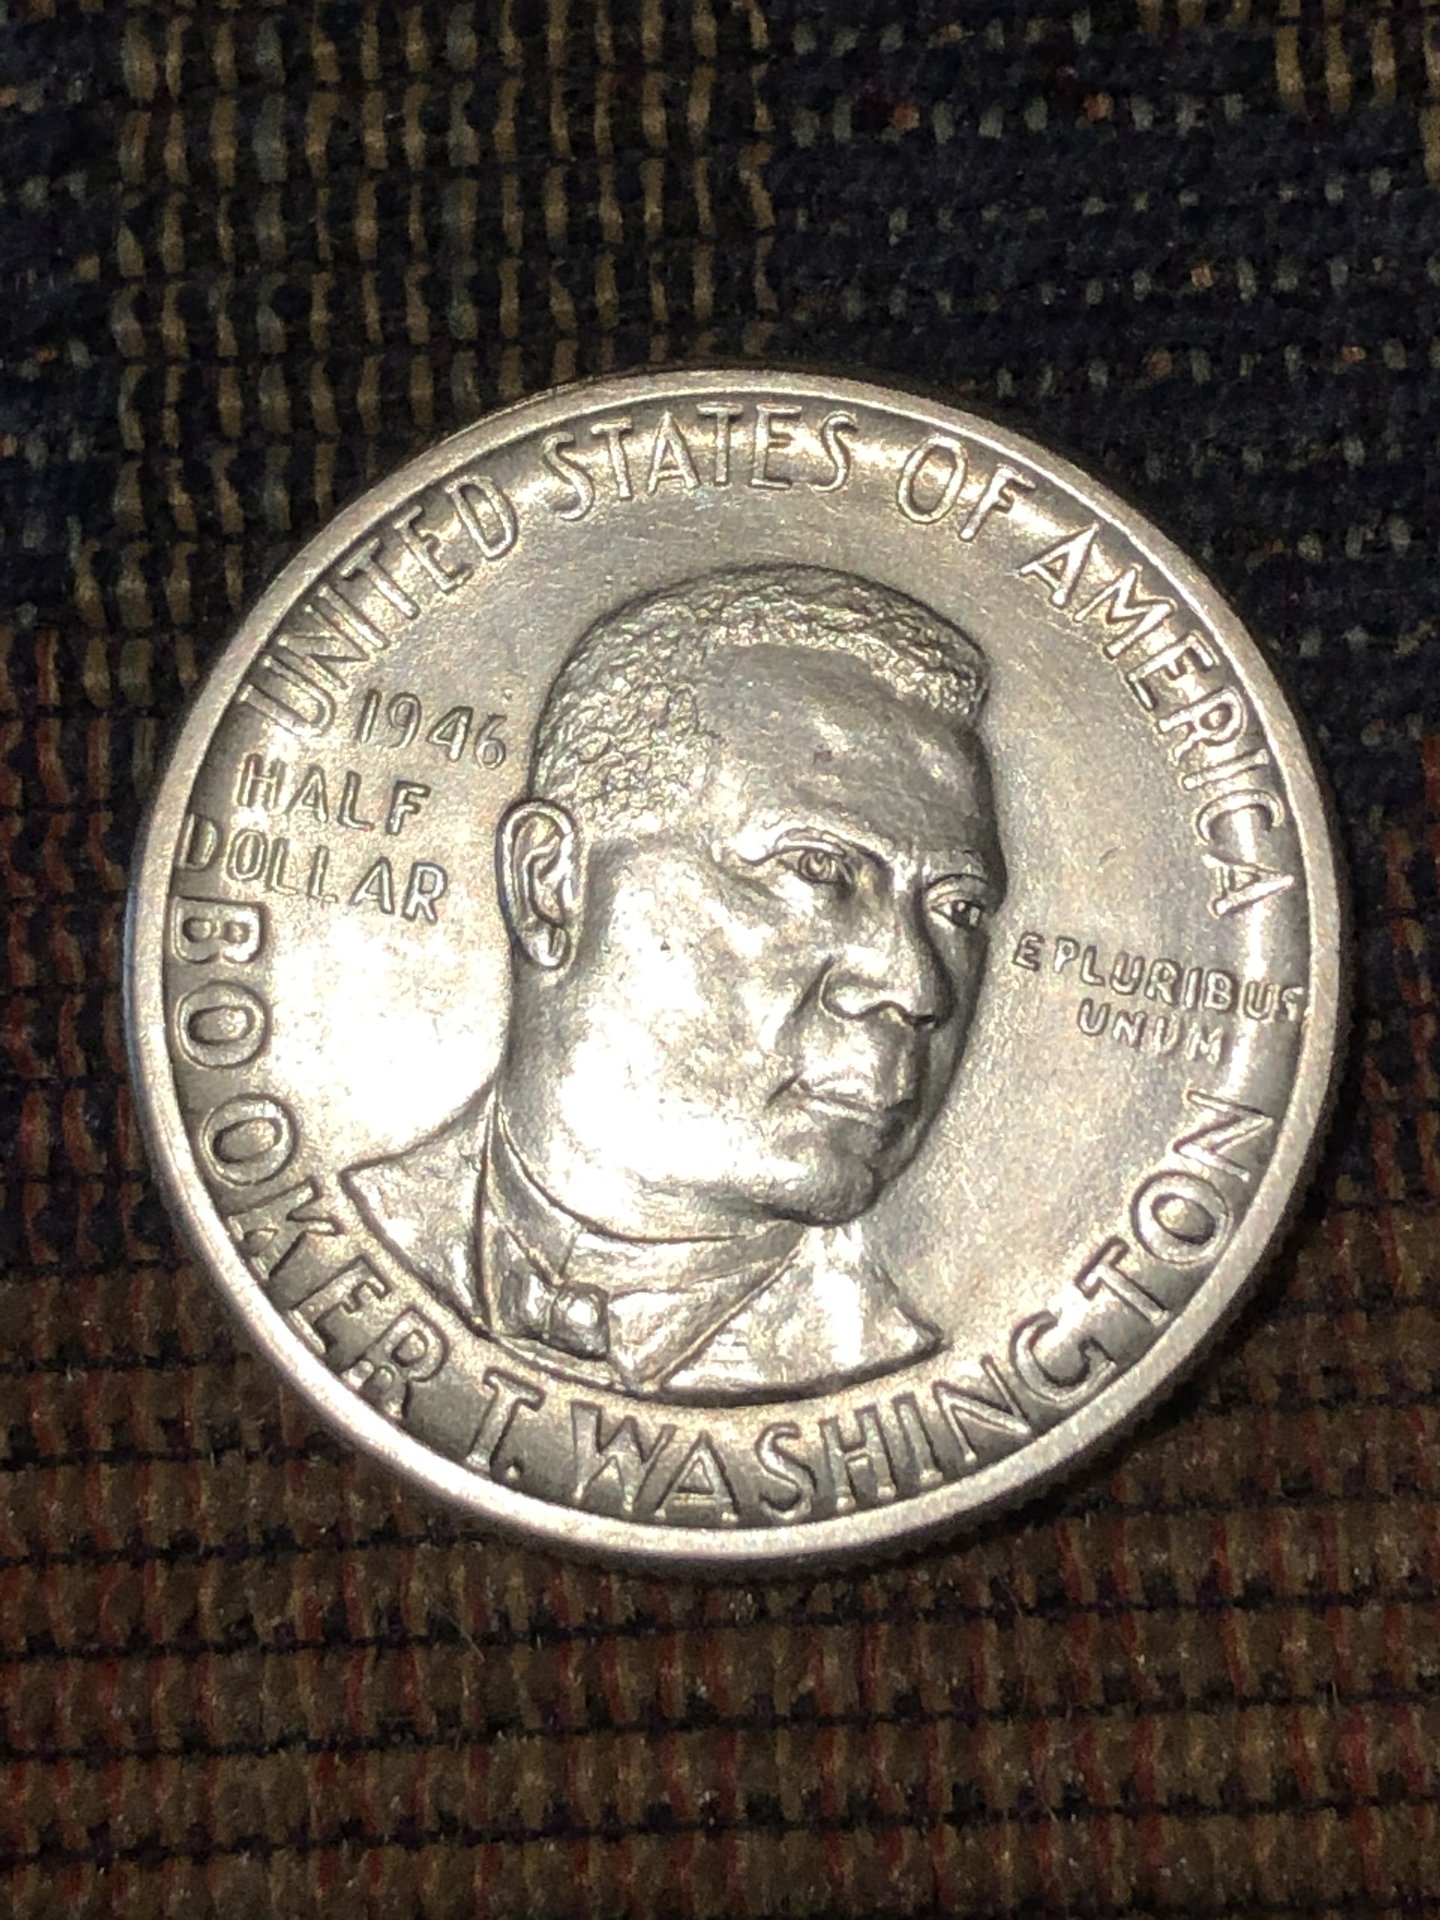 UNITED STATES OF AMERICA
1946
HALF
DOLLAR
E PLURIBUS
UNUM
BOOKER T. WASHINGTON